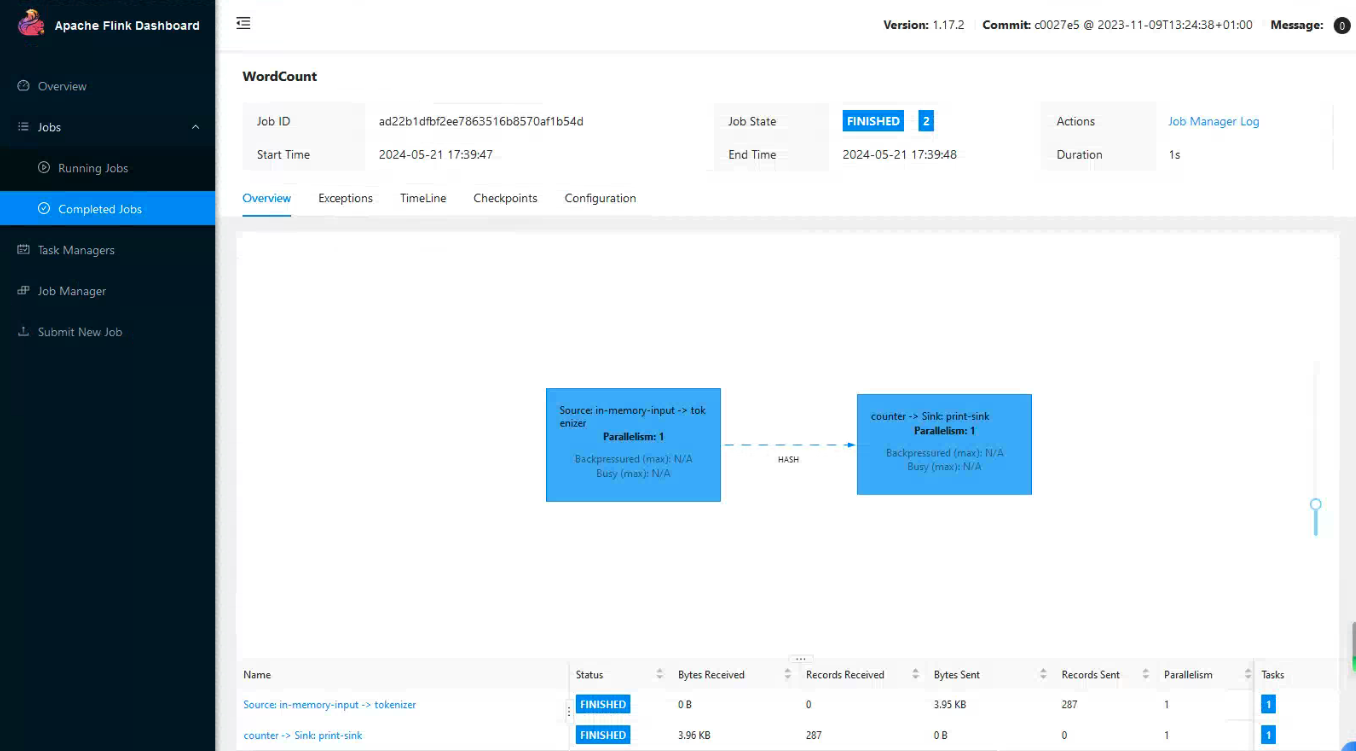 Apache Flink Dashboard
Version: 1.17.2 Commit: c0027e5 @ 2023-11-09T13:24:38+01:00 Message: 0
Overview
Jobs
Running Jobs
Completed Jobs
Task Managers
Job Manager
Submit New Job
WordCount
Job ID ad22b1dfbf2ee7863516b8570af1b54d Job State FINISHED 2 Actions Job Manager Log
Start Time 2024-05-21 17:39:47 End Time 2024-05-21 17:39:48 Duration 1s
Overview Exceptions TimeLine Checkpoints Configuration
Source: in-memory-input -> tok
enizer
Parallelism: 1
Backpressured (max): N/A
Busy (max): N/A
HASH
counter -> Sink: print-sink
Parallelism: 1
Backpressured (max): N/A
Busy (max): N/A
Name Status Bytes Received Records Received Bytes Sent Records Sent Parallelism Tasks
Source: in-memory-input -> tokenizer FINISHED 0 B 0 3.95 KB 287 1 1
counter -> Sink: print-sink FINISHED 3.96 KB 287 0 B 0 1 1